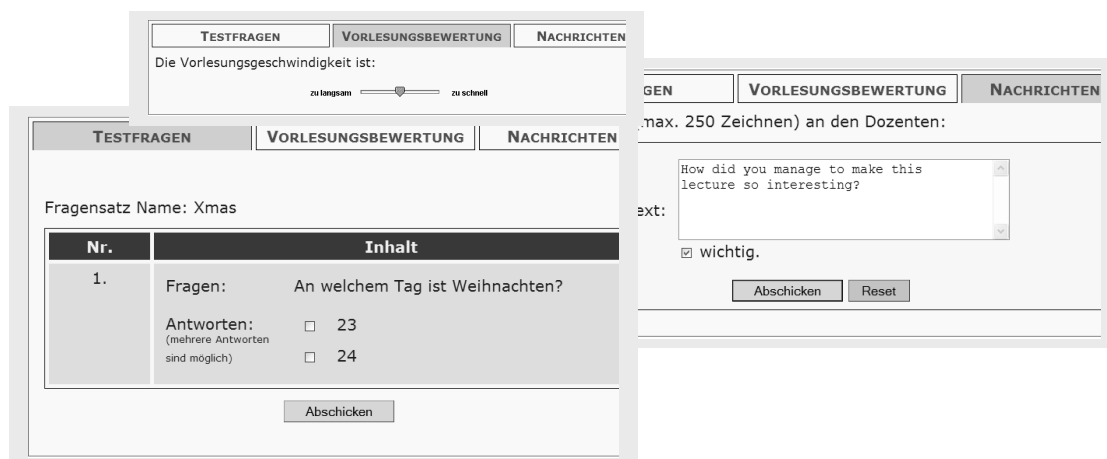 TESTFRAGEN VORLESUNGSBEWERTUNG NACHRICHTEN
Die Vorlesungsgeschwindigkeit ist:
zu langsam zu schnell
TESTFRAGEN VORLESUNGSBEWERTUNG NACHRICHTEN
Fragensatz Name: Xmas
Nr. Inhalt
1. Fragen: An welchem Tag ist Weihnachten?
Antworten: 23
(mehrere Antworten
sind möglich) 24
Abschicken
GEN VORLESUNGSBEWERTUNG NACHRICHTEN
max. 250 Zeichnen) an den Dozenten:
How did you manage to make this
lecture so interesting?
ext:
wichtig.
Abschicken Reset